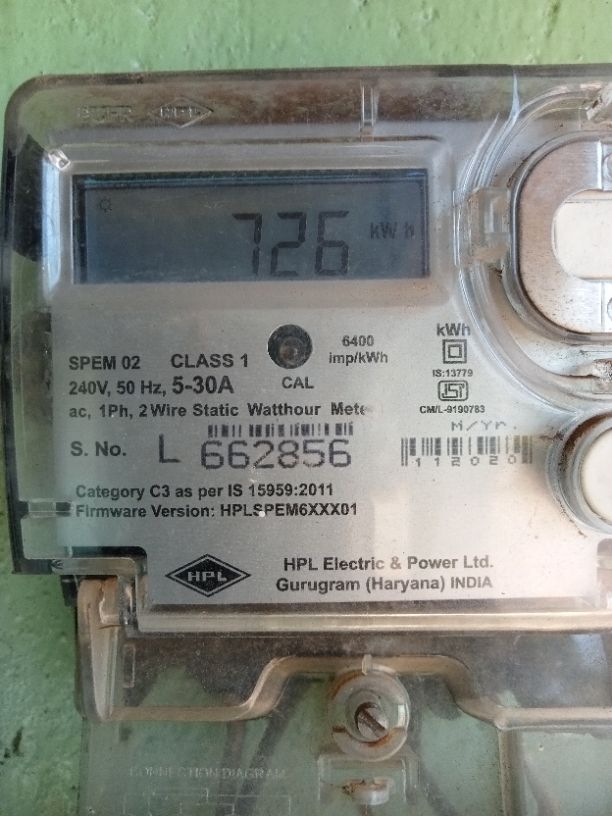 726 kWh
SPEM 02 CLASS 1
240V, 50 Hz, 5-30A
CAL
6400
imp/kWh
kWh
IS:13779
CM/L-9190783
ac, 1Ph, 2 Wire Static Watthour Mete
M/Yr.
S. No. L 662856
112020
Category C3 as per IS 15959:2011
Firmware Version: HPLSPEM6XXX01
HPL
HPL Electric & Power Ltd.
Gurugram (Haryana) INDIA
CONNECTION DIAGRAM